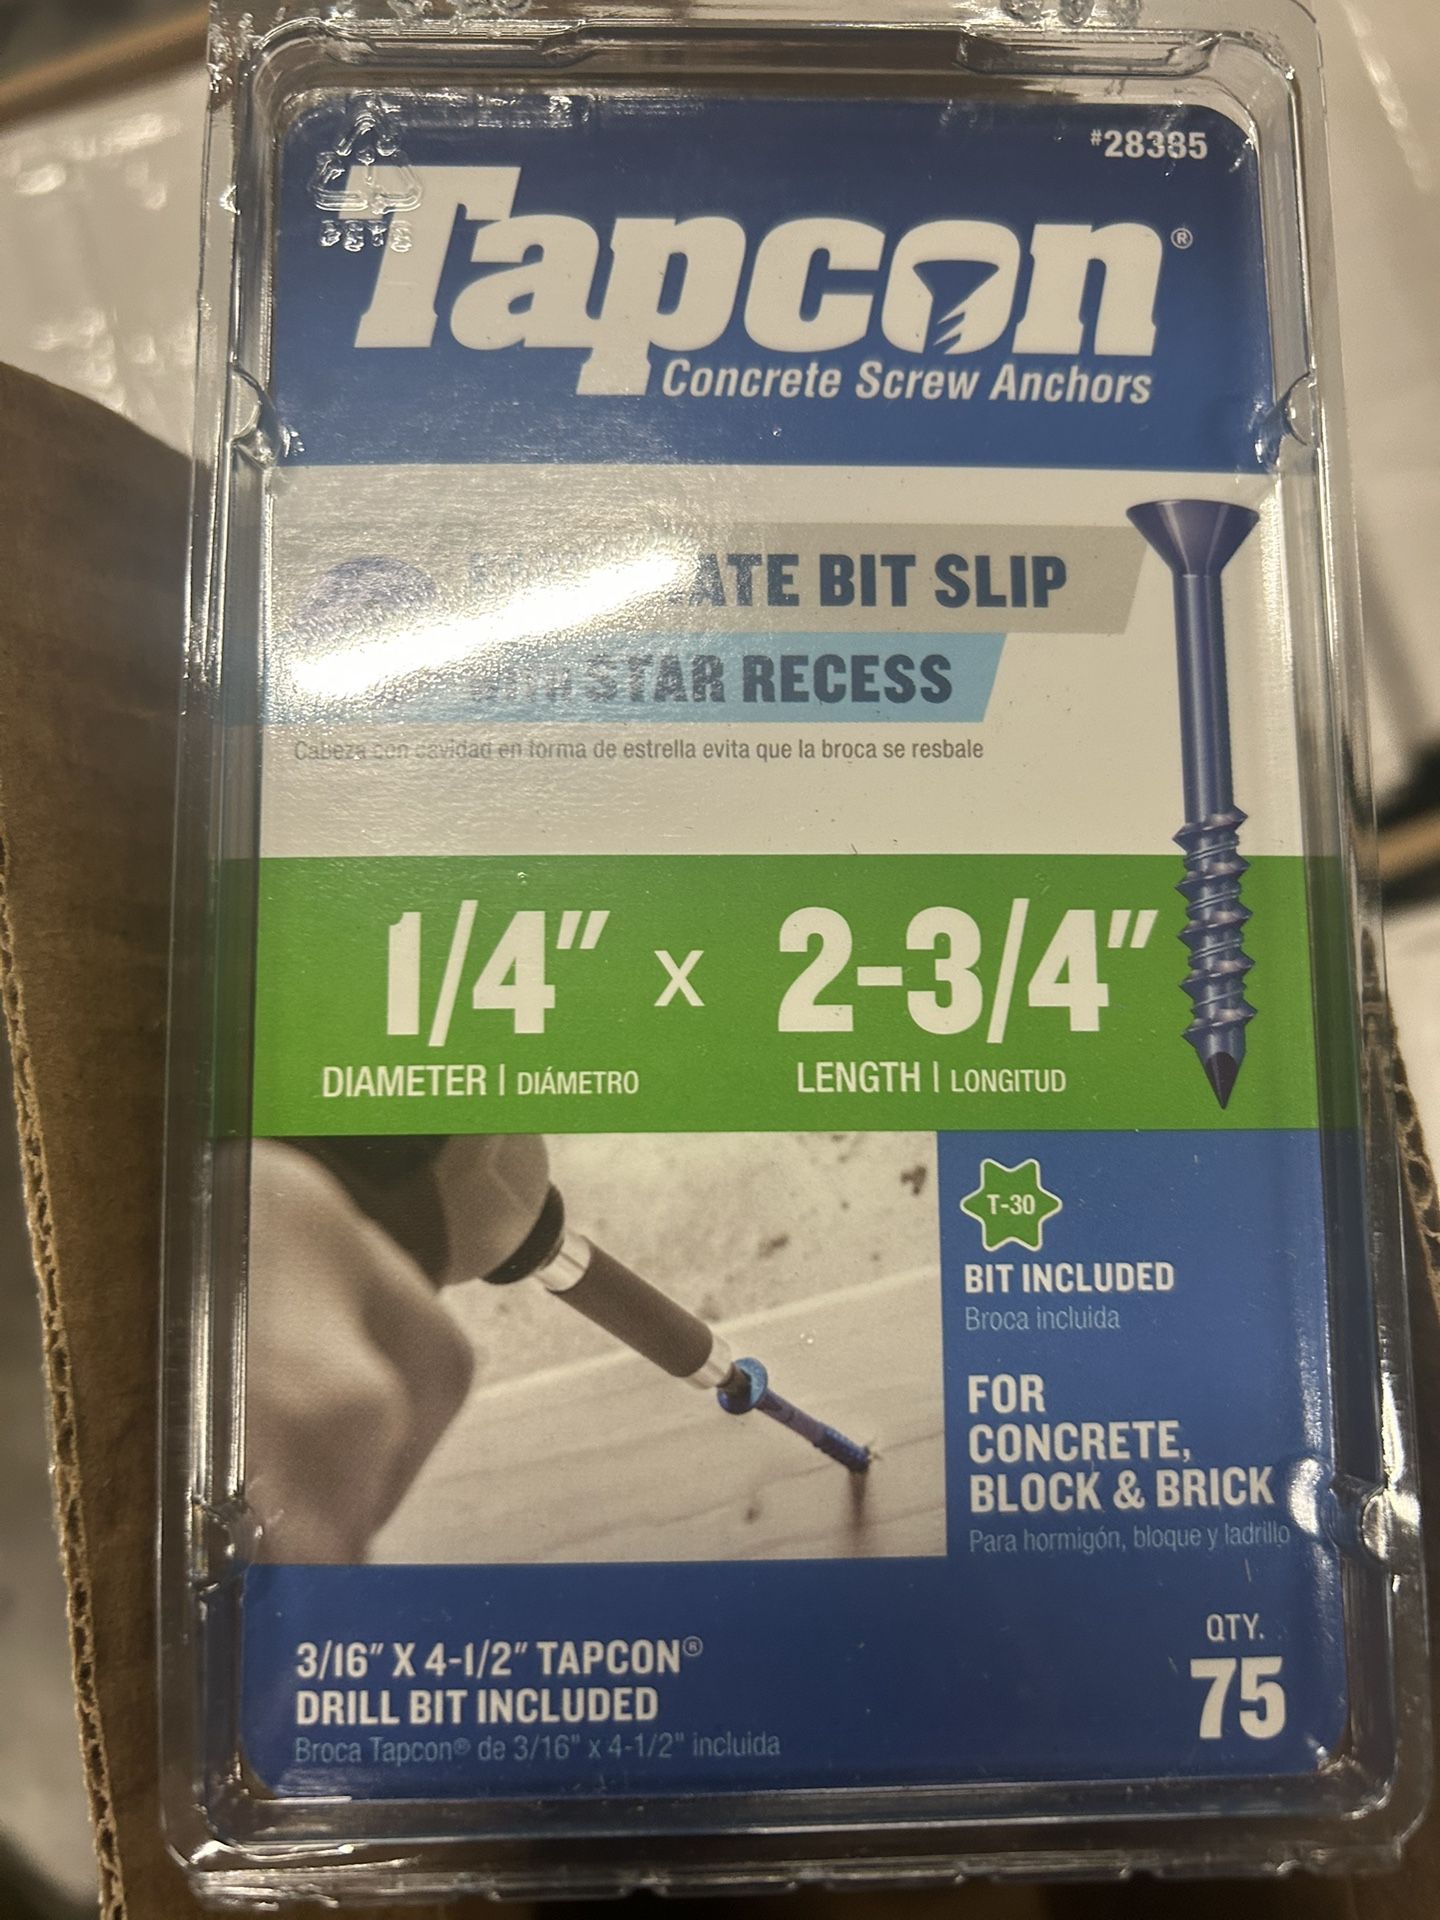 #28385
Tapcon®
Concrete Screw Anchors
BIT SLIP
STAR RECESS
Cabeza con cavidad en forma de estrella evita que la broca se resbale
1/4" x 2-3/4"
DIAMETER | DIÁMETRO
LENGTH | LONGITUD
T-30
BIT INCLUDED
Broca incluida
FOR
CONCRETE,
BLOCK & BRICK
Para hormigón, bloque y ladrillo
3/16" X 4-1/2" TAPCON®
DRILL BIT INCLUDED
Broca Tapcon® de 3/16" x 4-1/2" incluida
QTY.
75